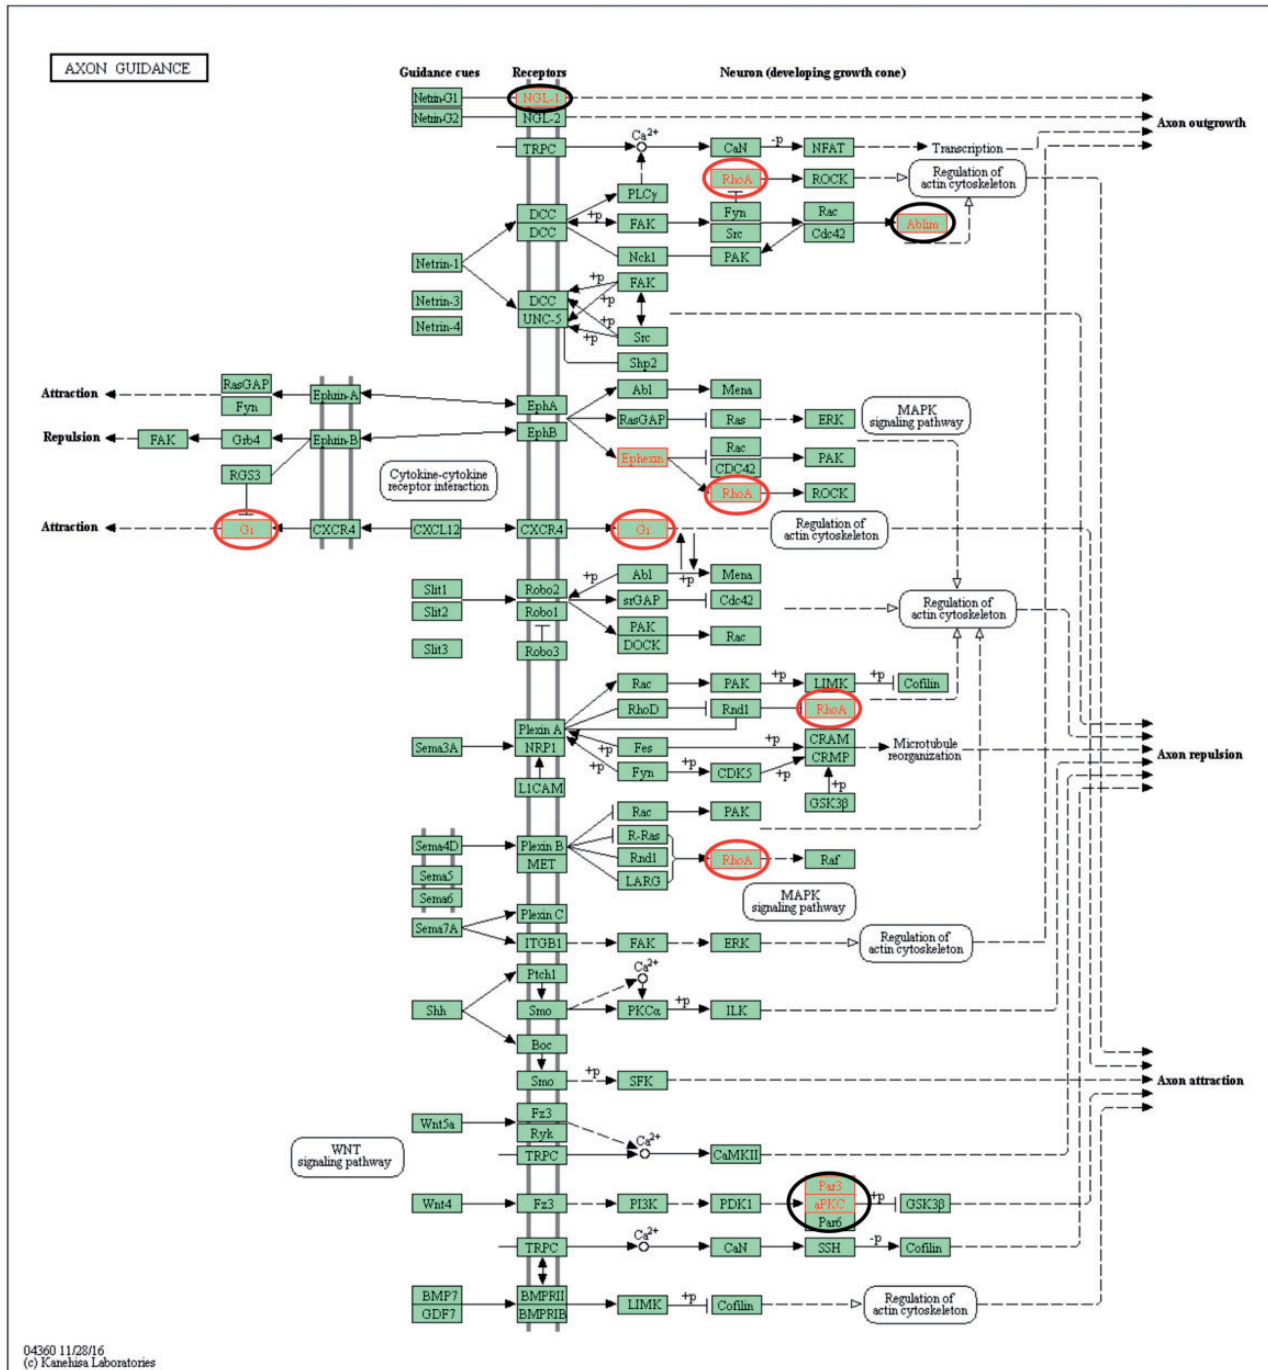 AXON GUIDANCE
Guidance cues
Receptors
Neuron (developing growth cone)
Netrin-G1
NGL-1
Netrin-G2
NGL-2
Axon outgrowth
TRPC
Ca2+
CaN
-p
NFAT
Transcription
RhoA
ROCK
Regulation of
actin cytoskeleton
PLCγ
DCC
DCC
+p
FAK
Fyn
Src
Rac
Cdc42
Ablim
Nck1
PAK
Netrin-1
Netrin-3
Netrin-4
DCC
UNC-5
+p
+p
+p
+p
FAK
Src
Shp2
Attraction
RasGAP
Fyn
Ephrin-A
EphA
Abl
Mena
RasGAP
Ras
ERK
MAPK
signaling pathway
Repulsion
FAK
Grb4
Ephrin-B
EphB
Ephexin
Rac
CDC42
PAK
RGS3
Cytokine-cytokine
receptor interaction
RhoA
ROCK
Attraction
Gi
CXCR4
CXCL12
CXCR4
Gi
Regulation of
actin cytoskeleton
Slit1
Slit2
Slit3
Robo2
Robo1
Robo3
+p
Abl
+p
Mena
srGAP
Cdc42
PAK
DOCK
Rac
Regulation of
actin cytoskeleton
Rac
PAK
+p
LIMK
+p
Cofilin
RhoD
Rnd1
RhoA
Sema3A
Plexin A
NRP1
L1CAM
+p
Fes
+p
CRAM
CRMP
Microtubule
reorganization
Axon repulsion
+p
Fyn
+p
CDK5
+p
+p
GSK3β
Rac
PAK
Sema4D
Sema5
Sema6
Plexin B
MET
R-Ras
Rnd1
LARG
RhoA
Raf
MAPK
signaling pathway
Sema7A
Plexin C
ITGB1
FAK
ERK
Regulation of
actin cytoskeleton
Shh
Ptch1
Smo
Ca2+
PKCα
+p
ILK
Boc
Smo
+p
SFK
Axon attraction
Wnt5a
Fz3
Ryk
TRPC
Ca2+
CaMKII
WNT
signaling pathway
Wnt4
Fz3
PI3K
PDK1
Par3
aPKC
Par6
+p
GSK3β
TRPC
Ca2+
CaN
SSH
-p
Cofilin
BMP7
GDF7
BMPRII
BMPRIB
LIMK
+p
Cofilin
Regulation of
actin cytoskeleton
04360 11/28/16
(c) Kanehisa Laboratories